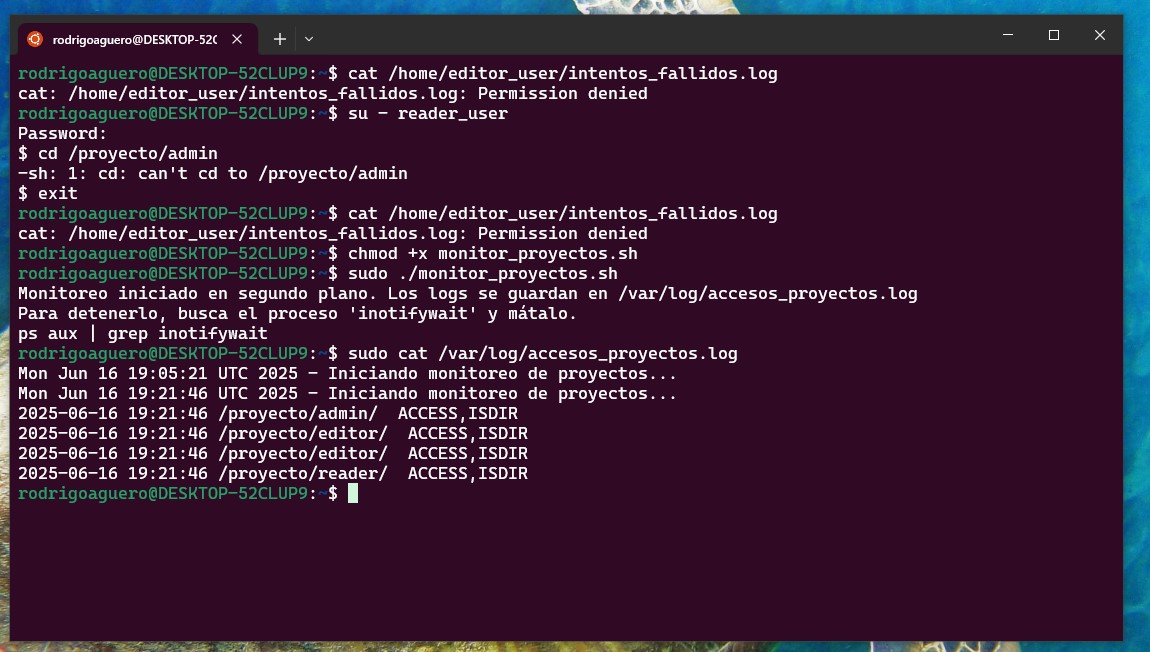 rodrigoaguero@DESKTOP-52C
rodrigoaguero@DESKTOP-52CLUP9:~$ cat /home/editor_user/intentos_fallidos.log
cat: /home/editor_user/intentos_fallidos.log: Permission denied
rodrigoaguero@DESKTOP-52CLUP9:~$ su - reader_user
Password:
$ cd /proyecto/admin
-sh: 1: cd: can't cd to /proyecto/admin
$ exit
rodrigoaguero@DESKTOP-52CLUP9:~$ cat /home/editor_user/intentos_fallidos.log
cat: /home/editor_user/intentos_fallidos.log: Permission denied
rodrigoaguero@DESKTOP-52CLUP9:~$ chmod +x monitor_proyectos.sh
rodrigoaguero@DESKTOP-52CLUP9:~$ sudo ./monitor_proyectos.sh
Monitoreo iniciado en segundo plano. Los logs se guardan en /var/log/accesos_proyectos.log
Para detenerlo, busca el proceso 'inotifywait' y mátalo.
ps aux | grep inotifywait
rodrigoaguero@DESKTOP-52CLUP9:~$ sudo cat /var/log/accesos_proyectos.log
Mon Jun 16 19:05:21 UTC 2025 - Iniciando monitoreo de proyectos...
Mon Jun 16 19:21:46 UTC 2025 - Iniciando monitoreo de proyectos...
2025-06-16 19:21:46 /proyecto/admin/  ACCESS,ISDIR
2025-06-16 19:21:46 /proyecto/editor/  ACCESS,ISDIR
2025-06-16 19:21:46 /proyecto/editor/  ACCESS,ISDIR
2025-06-16 19:21:46 /proyecto/reader/  ACCESS,ISDIR
rodrigoaguero@DESKTOP-52CLUP9:~$